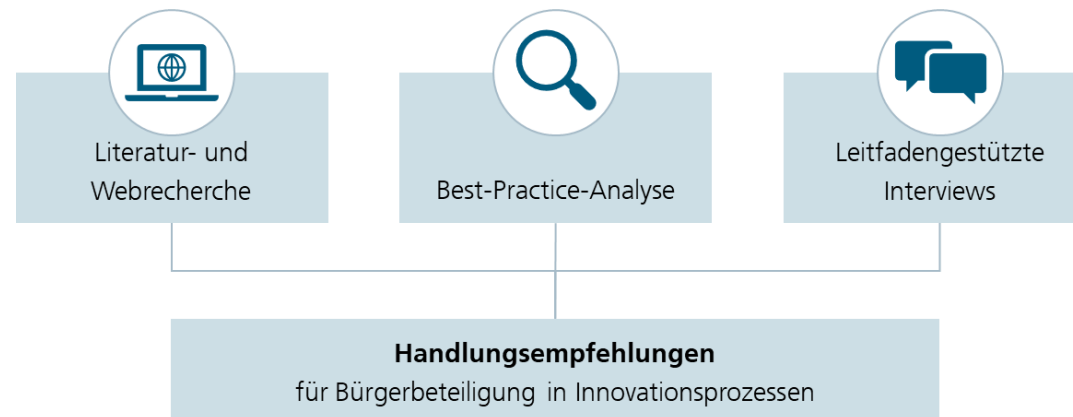 Literatur- und
Webrecherche
Best-Practice-Analyse
Leitfadengestützte
Interviews
Handlungsempfehlungen
für Bürgerbeteiligung in Innovationsprozessen